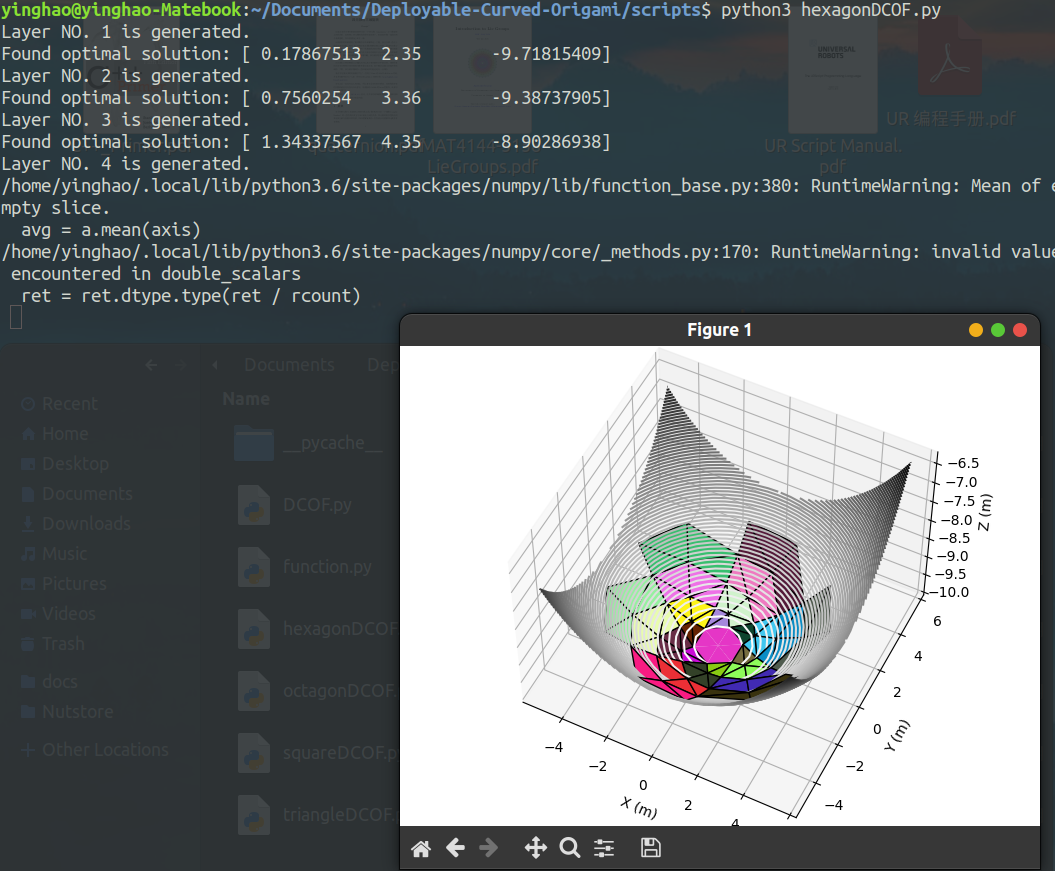 yinghao@yinghao-Matebook:~/Documents/Deployable-Curved-Origami/scripts$ python3 hexagonDCOF.py
Layer NO. 1 is generated.
Found optimal solution: [ 0.17867513 2.35 -9.71815409]
Layer NO. 2 is generated.
Found optimal solution: [ 0.7560254 3.36 -9.38737905]
Layer NO. 3 is generated.
Found optimal solution: [ 1.34337567 4.35 -8.90286938]
Layer NO. 4 is generated.
/home/yinghao/.local/lib/python3.6/site-packages/numpy/lib/function_base.py:380: RuntimeWarning: Mean of e
mpty slice.
avg = a.mean(axis)
/home/yinghao/.local/lib/python3.6/site-packages/numpy/core/_methods.py:170: RuntimeWarning: invalid value
encountered in double_scalars
ret = ret.dtype.type(ret / rcount)
UNIVERSAL
ROBOTS
UR 编程手册.pdf
MAT4144
LieGroups.pdf
UR Script Manual.
pdf
Documents Dep
Name
Recent
Home
Desktop
Documents
Downloads
Music
Pictures
Videos
Trash
docs
Nutstore
Other Locations
__pycache__
DCOF.py
function.py
hexagonDCOF
octagonDCOF.
squareDCOF.p
triangleDCOF.
Figure 1
−6.5
−7.0
−7.5
−8.0
−8.5
−9.0
−9.5
−10.0
Z (m)
6
4
2
0
−2
−4
Y (m)
−4
−2
0
2
4
X (m)